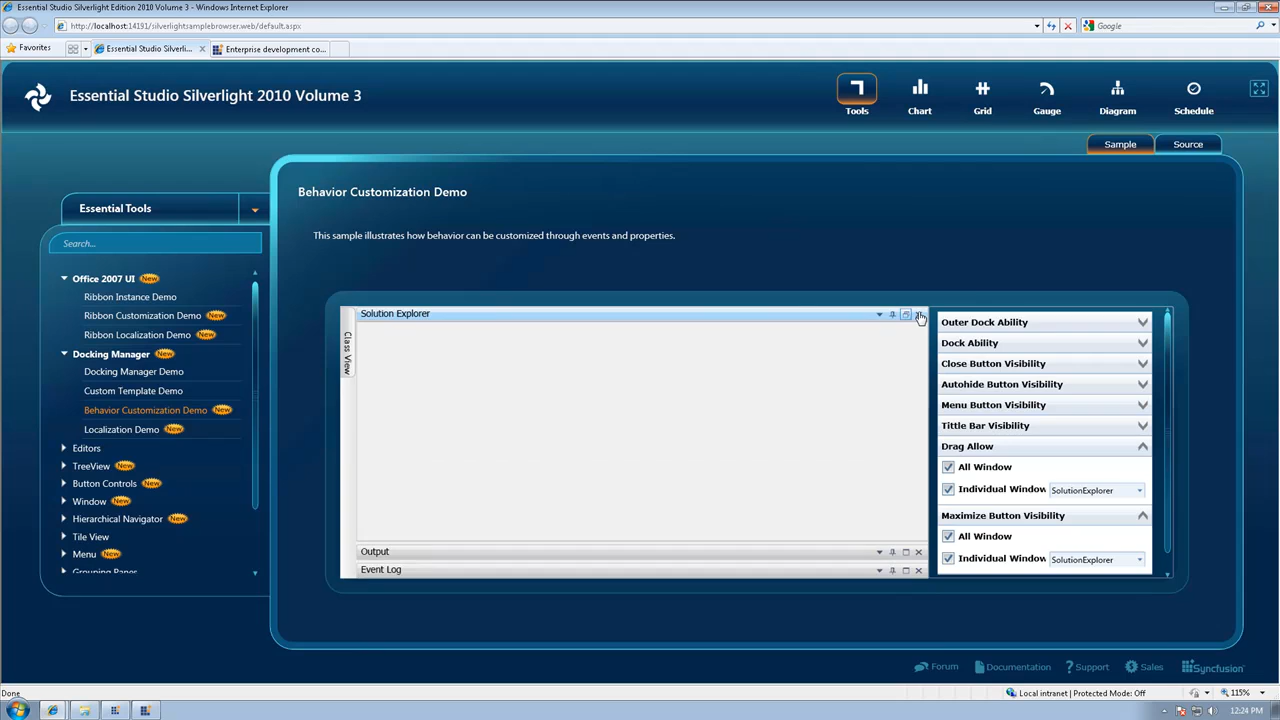 Essential Studio Silverlight Edition 2010 Volume 3 - Windows Internet Explorer
http://localhost:14191/silverlightsamplebrowser.web/default.aspx
Google
Favorites
Essential Studio Silverli...
Enterprise development co...
Essential Studio Silverlight 2010 Volume 3
Tools
Chart
Grid
Gauge
Diagram
Schedule
Sample
Source
Essential Tools
Search...
Office 2007 UI New
Ribbon Instance Demo
Ribbon Customization Demo New
Ribbon Localization Demo New
Docking Manager New
Docking Manager Demo
Custom Template Demo
Behavior Customization Demo New
Localization Demo New
Editors
TreeView New
Button Controls New
Window New
Hierarchical Navigator New
Tile View
Menu New
Grouping Panes
Behavior Customization Demo
This sample illustrates how behavior can be customized through events and properties.
Class View
Solution Explorer
Output
Event Log
Outer Dock Ability
Dock Ability
Close Button Visibility
Autohide Button Visibility
Menu Button Visibility
Tittle Bar Visibility
Drag Allow
All Window
Individual Window SolutionExplorer
Maximize Button Visibility
All Window
Individual Window SolutionExplorer
Forum
Documentation
Support
Sales
Syncfusion
Done
Local intranet | Protected Mode: Off
115%
12:24 PM